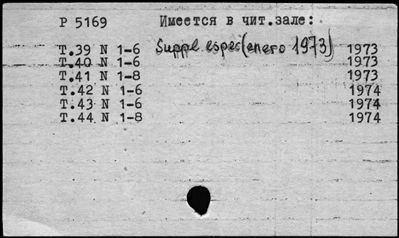 Р 5169 Имеется в чит.зале:
Т.39 N 1-6 Suppl espec(enero 1973) 1973
Т.40 N 1-6 1973
Т.41 N 1-8 1973
Т.42 N 1-6 1974
Т.43 N 1-6 1974
Т.44 N 1-8 1974